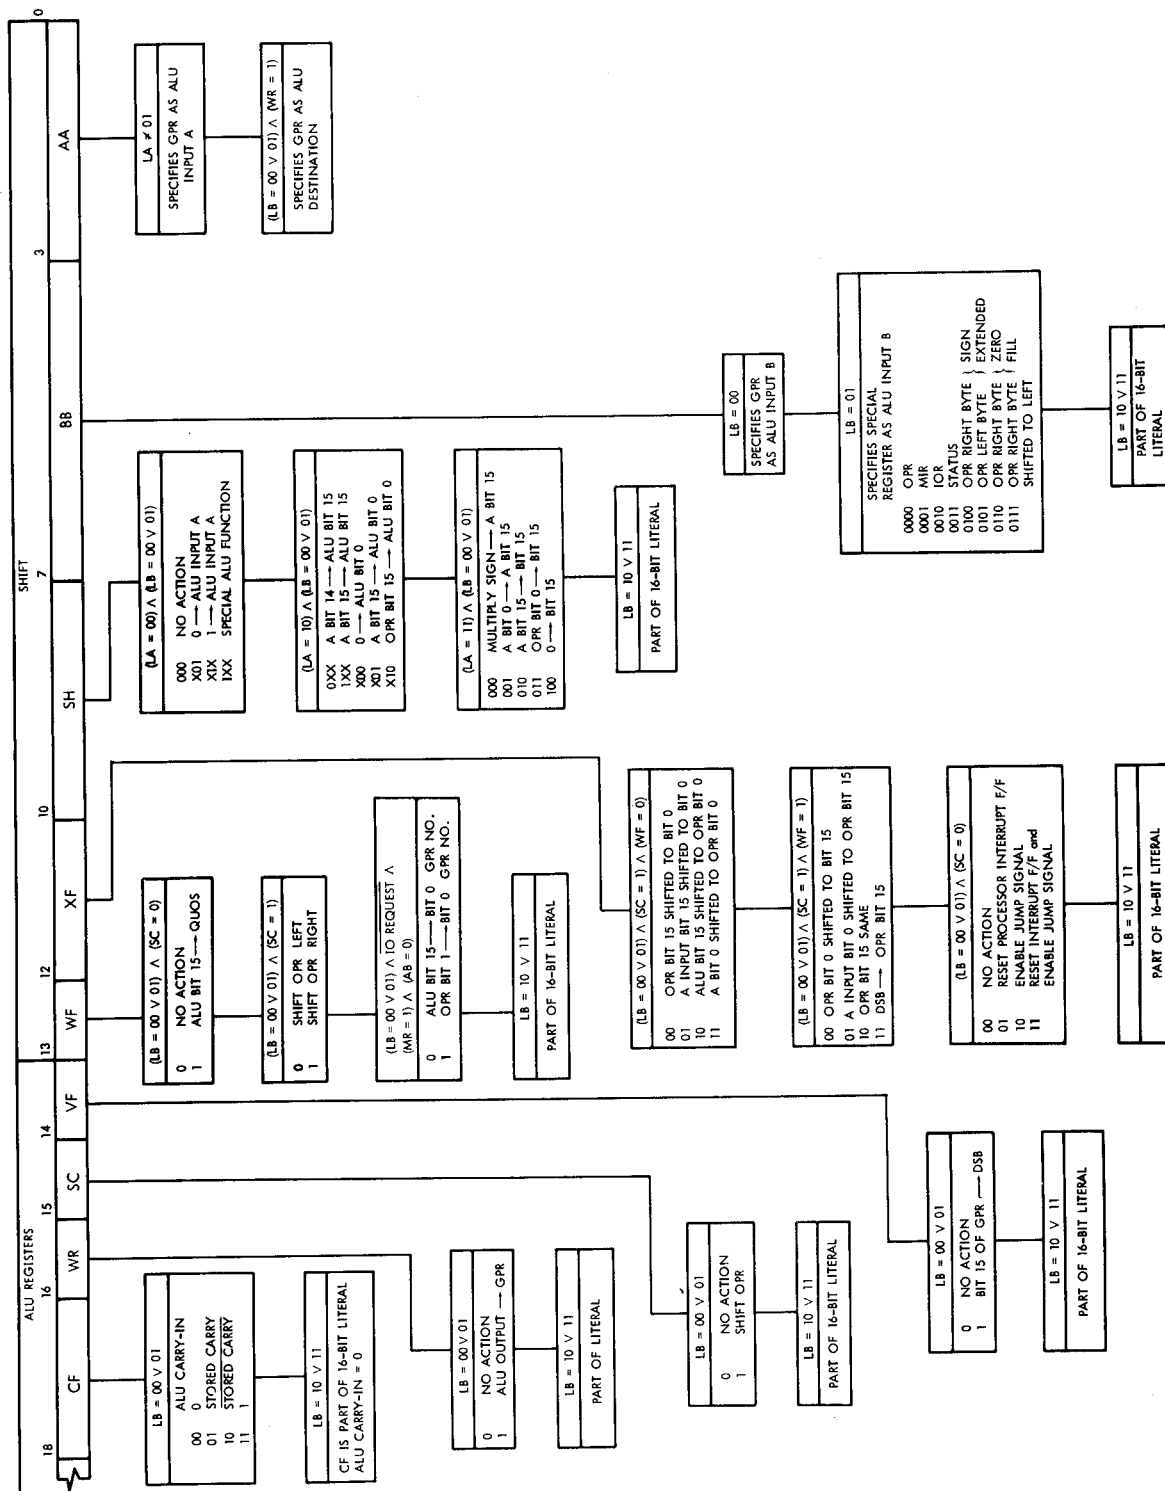 ALU REGISTERS
SHIFT
18
16
15
14
13
12
10
7
3
0
CF
WR
SC
VF
WF
XF
SH
BB
AA
LB = 00 V 01
ALU CARRY-IN
00 0
01 STORED CARRY
10 STORED CARRY
11 1
LB = 10 V 11
CF IS PART OF 16-BIT LITERAL
ALU CARRY-IN = 0
LB = 00 V 01
0 NO ACTION
1 ALU OUTPUT → GPR
LB = 10 V 11
PART OF LITERAL
LB = 00 V 01
0 NO ACTION
1 SHIFT OPR
LB = 10 V 11
PART OF 16-BIT LITERAL
LB = 00 V 01
0 NO ACTION
1 BIT 15 OF GPR → DSB
LB = 10 V 11
PART OF 16-BIT LITERAL
(LB = 00 V 01) Λ (SC = 0)
0 NO ACTION
1 ALU BIT 15 → QUOS
(LB = 00 V 01) Λ (SC = 1)
0 SHIFT OPR LEFT
1 SHIFT OPR RIGHT
(LB = 00 V 01) Λ IO REQUEST Λ
(MR = 1) Λ (AB = 0)
0 ALU BIT 15 → BIT 0 GPR NO.
1 OPR BIT 1 → BIT 0 GPR NO.
LB = 10 V 11
PART OF 16-BIT LITERAL
(LB = 00 V 01) Λ (SC = 1) Λ (WF = 0)
00 OPR BIT 15 SHIFTED TO BIT 0
01 A INPUT BIT 15 SHIFTED TO BIT 0
10 ALU BIT 15 SHIFTED TO OPR BIT 0
11 A BIT 0 SHIFTED TO OPR BIT 0
(LB = 00 V 01) Λ (SC = 1) Λ (WF = 1)
00 OPR BIT 0 SHIFTED TO BIT 15
01 A INPUT BIT 0 SHIFTED TO OPR BIT 15
10 OPR BIT 15 SAME
11 DSB → OPR BIT 15
(LB = 00 V 01) Λ (SC = 0)
00 NO ACTION
01 RESET PROCESSOR INTERRUPT F/F
10 ENABLE JUMP SIGNAL
11 RESET INTERRUPT F/F and
ENABLE JUMP SIGNAL
LB = 10 V 11
PART OF 16-BIT LITERAL
(LA = 00) Λ (LB = 00 V 01)
000 NO ACTION
X01 0 → ALU INPUT A
X1X 1 → ALU INPUT A
1XX SPECIAL ALU FUNCTION
(LA = 10) Λ (LB = 00 V 01)
0XX A BIT 14 → ALU BIT 15
1XX A BIT 15 → ALU BIT 15
X00 0 → ALU BIT 0
X01 A BIT 15 → ALU BIT 0
X10 OPR BIT 15 → ALU BIT 0
(LA = 11) Λ (LB = 00 V 01)
000 MULTIPLY SIGN → A BIT 15
001 A BIT 0 → A BIT 15
010 A BIT 15 → BIT 15
011 OPR BIT 0 → BIT 15
100 0 → BIT 15
LB = 10 V 11
PART OF 16-BIT LITERAL
LB = 00
SPECIFIES GPR
AS ALU INPUT B
LB = 01
SPECIFIES SPECIAL
REGISTER AS ALU INPUT B
0000 OPR
0001 MIR
0010 IOR
0011 STATUS
0100 OPR RIGHT BYTE } SIGN
0101 OPR LEFT BYTE } EXTENDED
0110 OPR RIGHT BYTE } ZERO
0111 OPR RIGHT BYTE } FILL
SHIFTED TO LEFT
LB = 10 V 11
PART OF 16-BIT
LITERAL
LA ≠ 01
SPECIFIES GPR AS ALU
INPUT A
(LB = 00 V 01) Λ (WR = 1)
SPECIFIES GPR AS ALU
DESTINATION